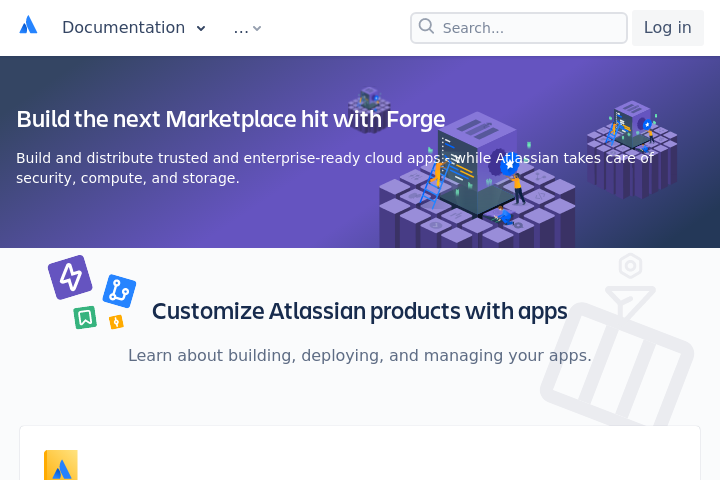 Documentation
...
Search...
Log in
Build the next Marketplace hit with Forge
Build and distribute trusted and enterprise-ready cloud apps - while Atlassian takes care of
security, compute, and storage.
Customize Atlassian products with apps
Learn about building, deploying, and managing your apps.